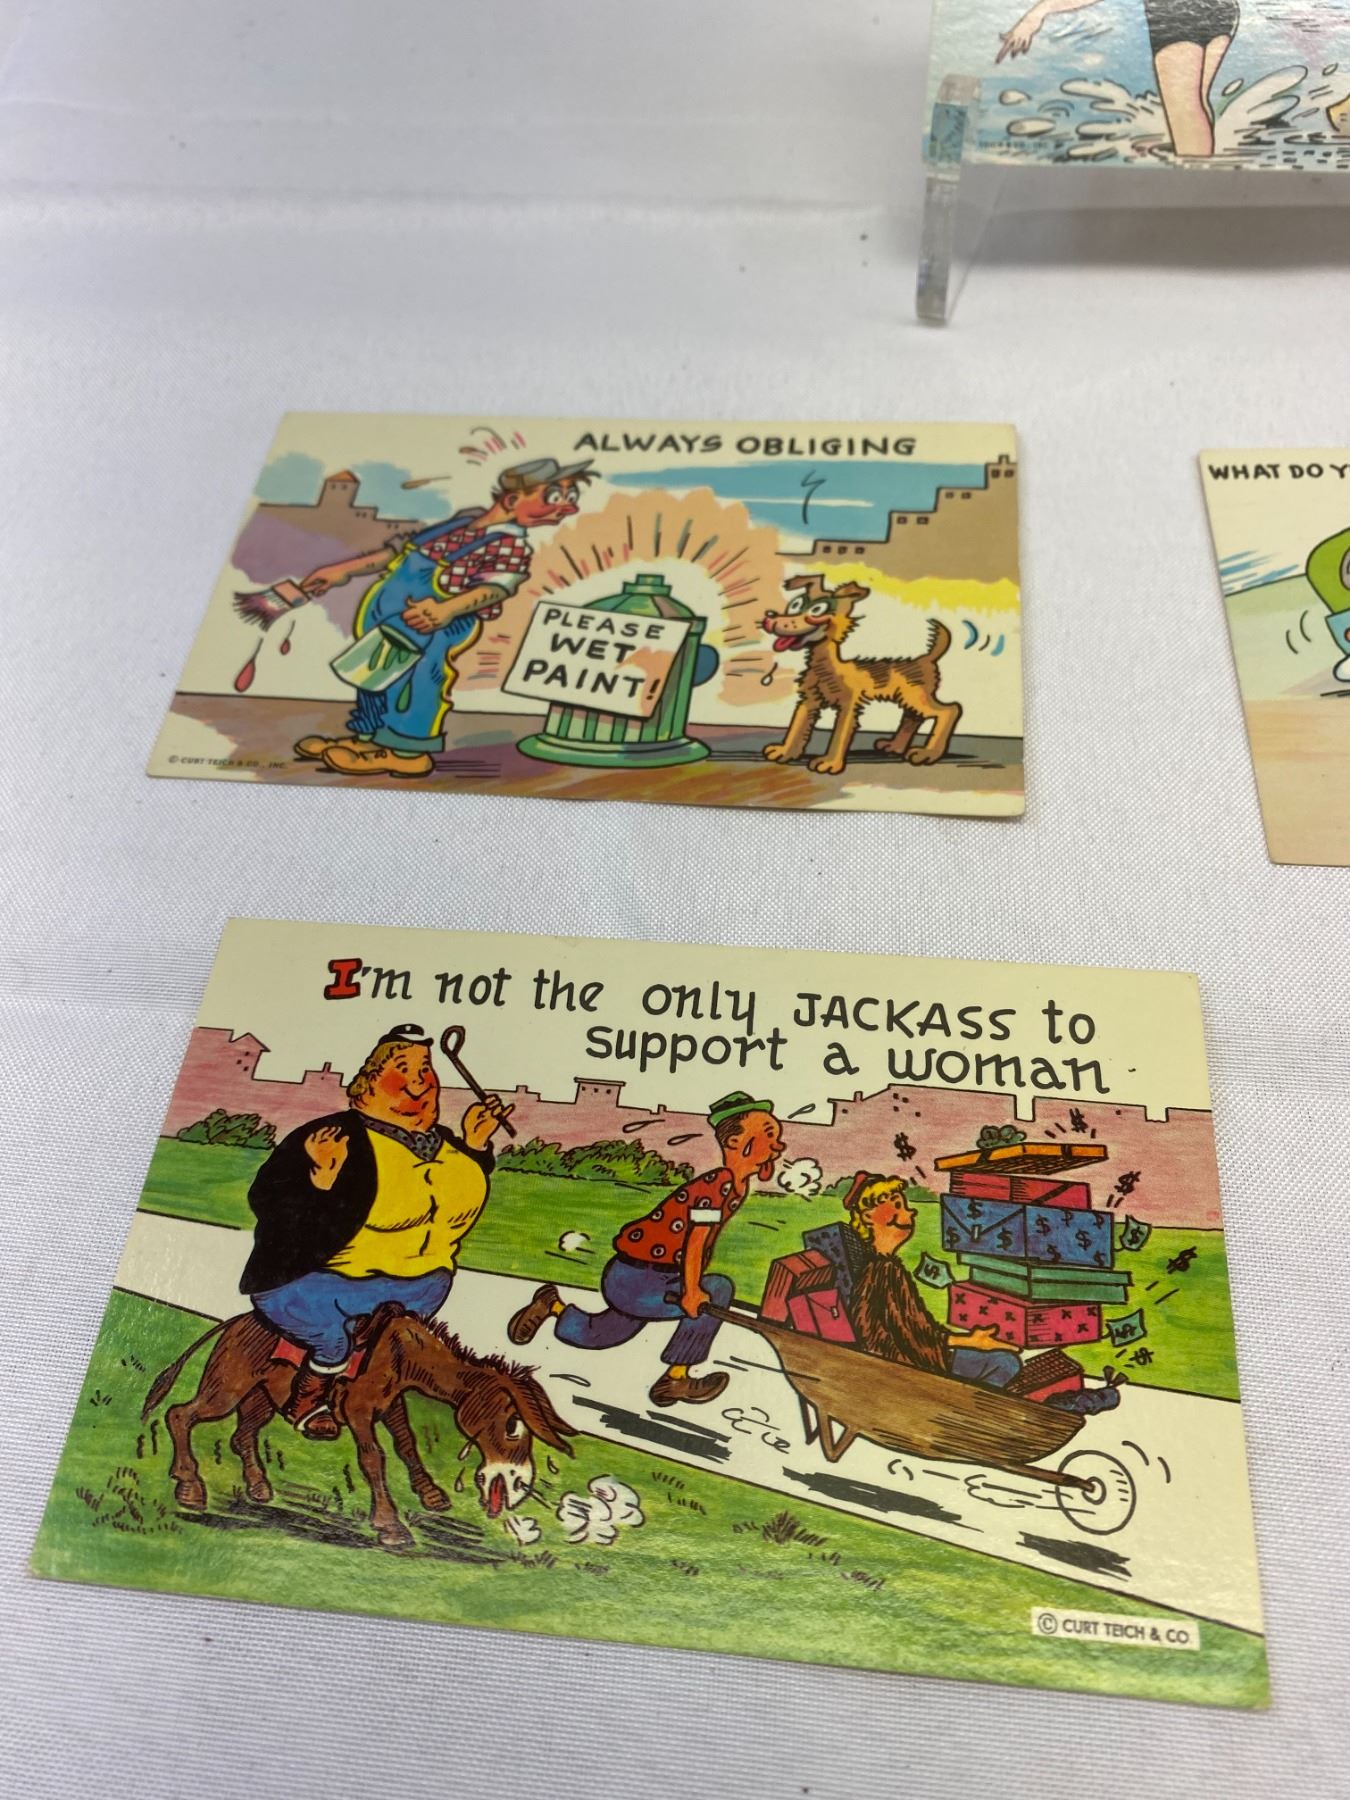 ALWAYS OBLIGING
PLEASE
WET
PAINT!
© CURT TEICH & CO., INC.
WHAT DO
I'm not the only JACKASS to
support a woman
$ $ $ $ $
© CURT TEICH & CO